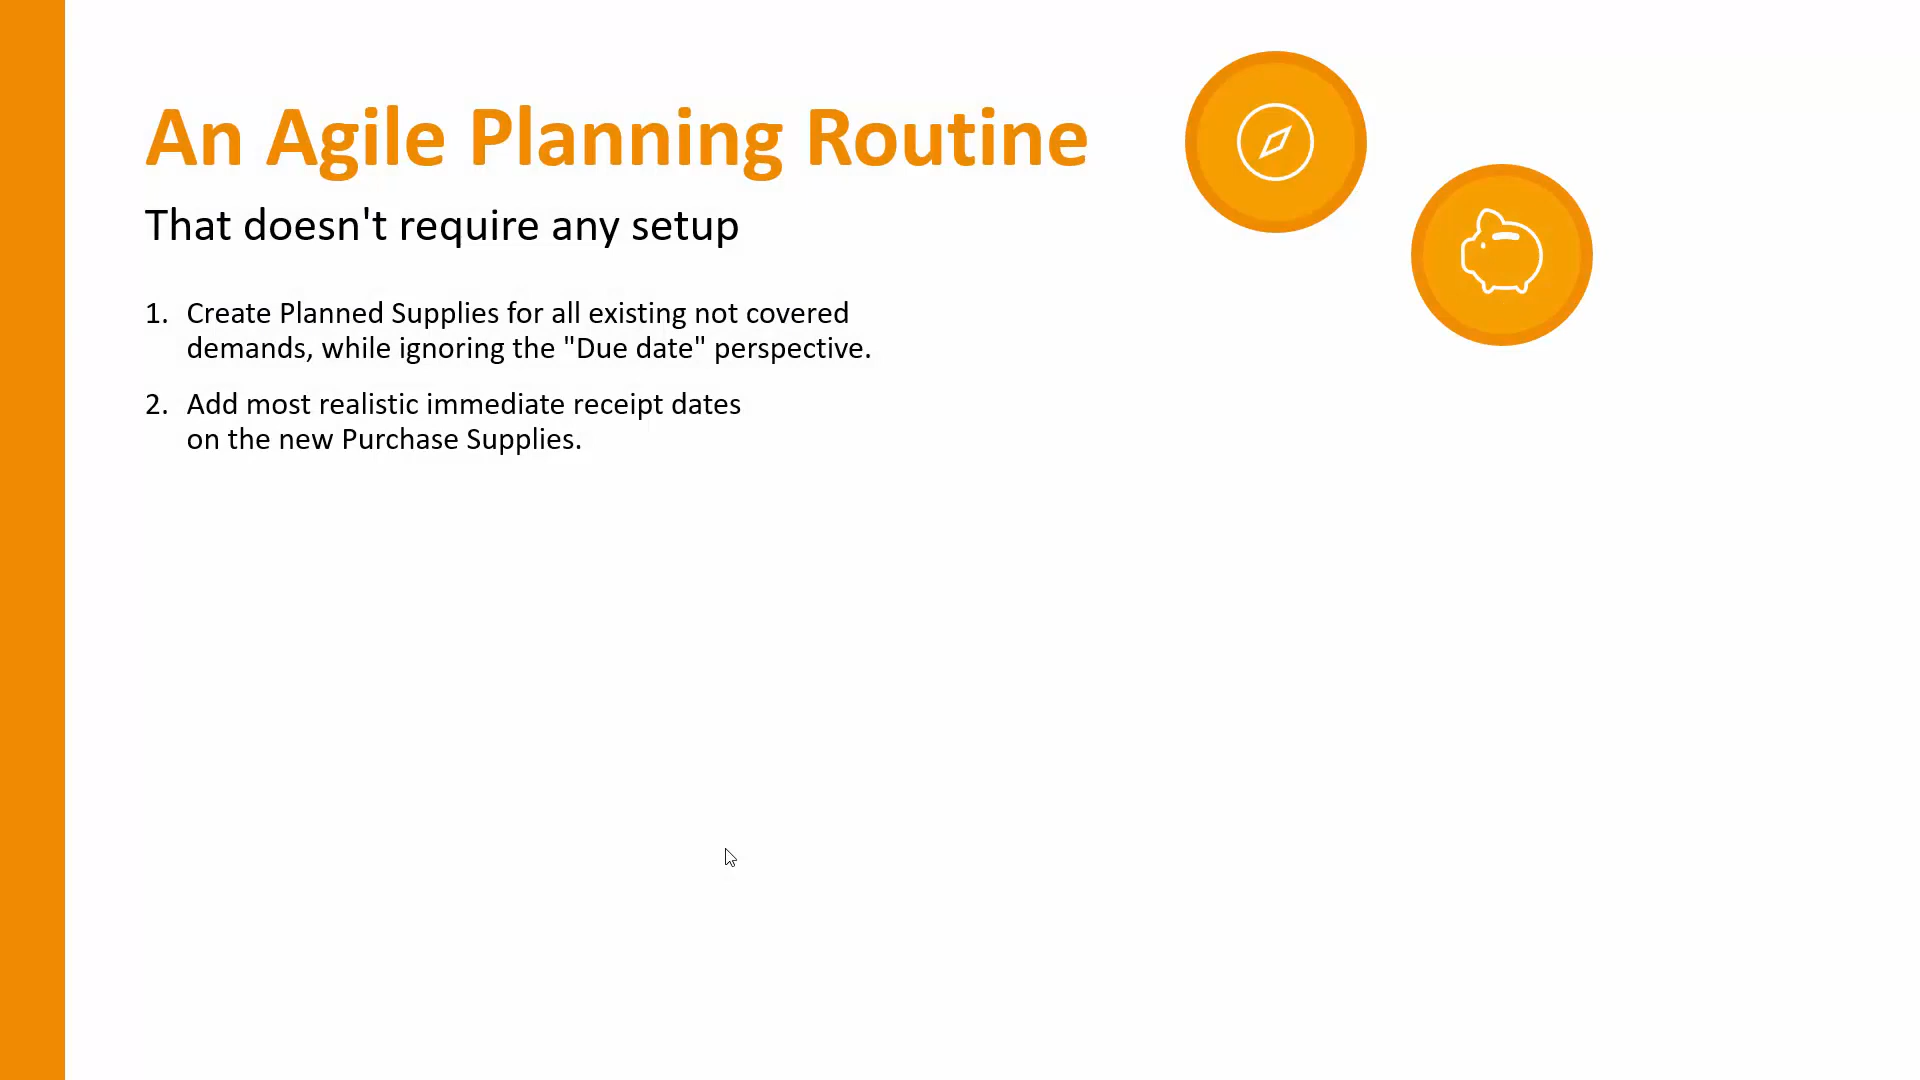 An Agile Planning Routine
That doesn't require any setup
1. Create Planned Supplies for all existing not covered
demands, while ignoring the "Due date" perspective.
2. Add most realistic immediate receipt dates
on the new Purchase Supplies.